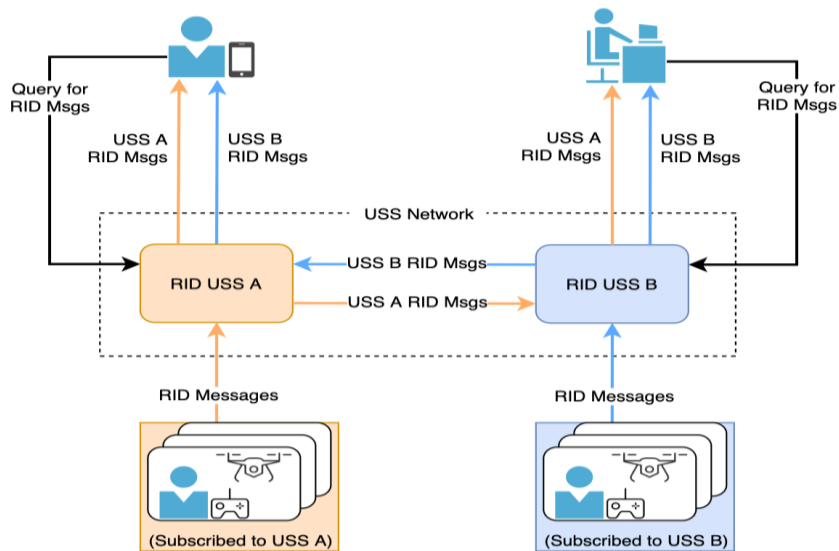 Query for
RID Msgs
USS A
RID Msgs
USS B
RID Msgs
USS A
RID Msgs
USS B
RID Msgs
Query for
RID Msgs
USS Network
RID USS A
USS B RID Msgs
USS A RID Msgs
RID USS B
RID Messages
RID Messages
(Subscribed to USS A)
(Subscribed to USS B)